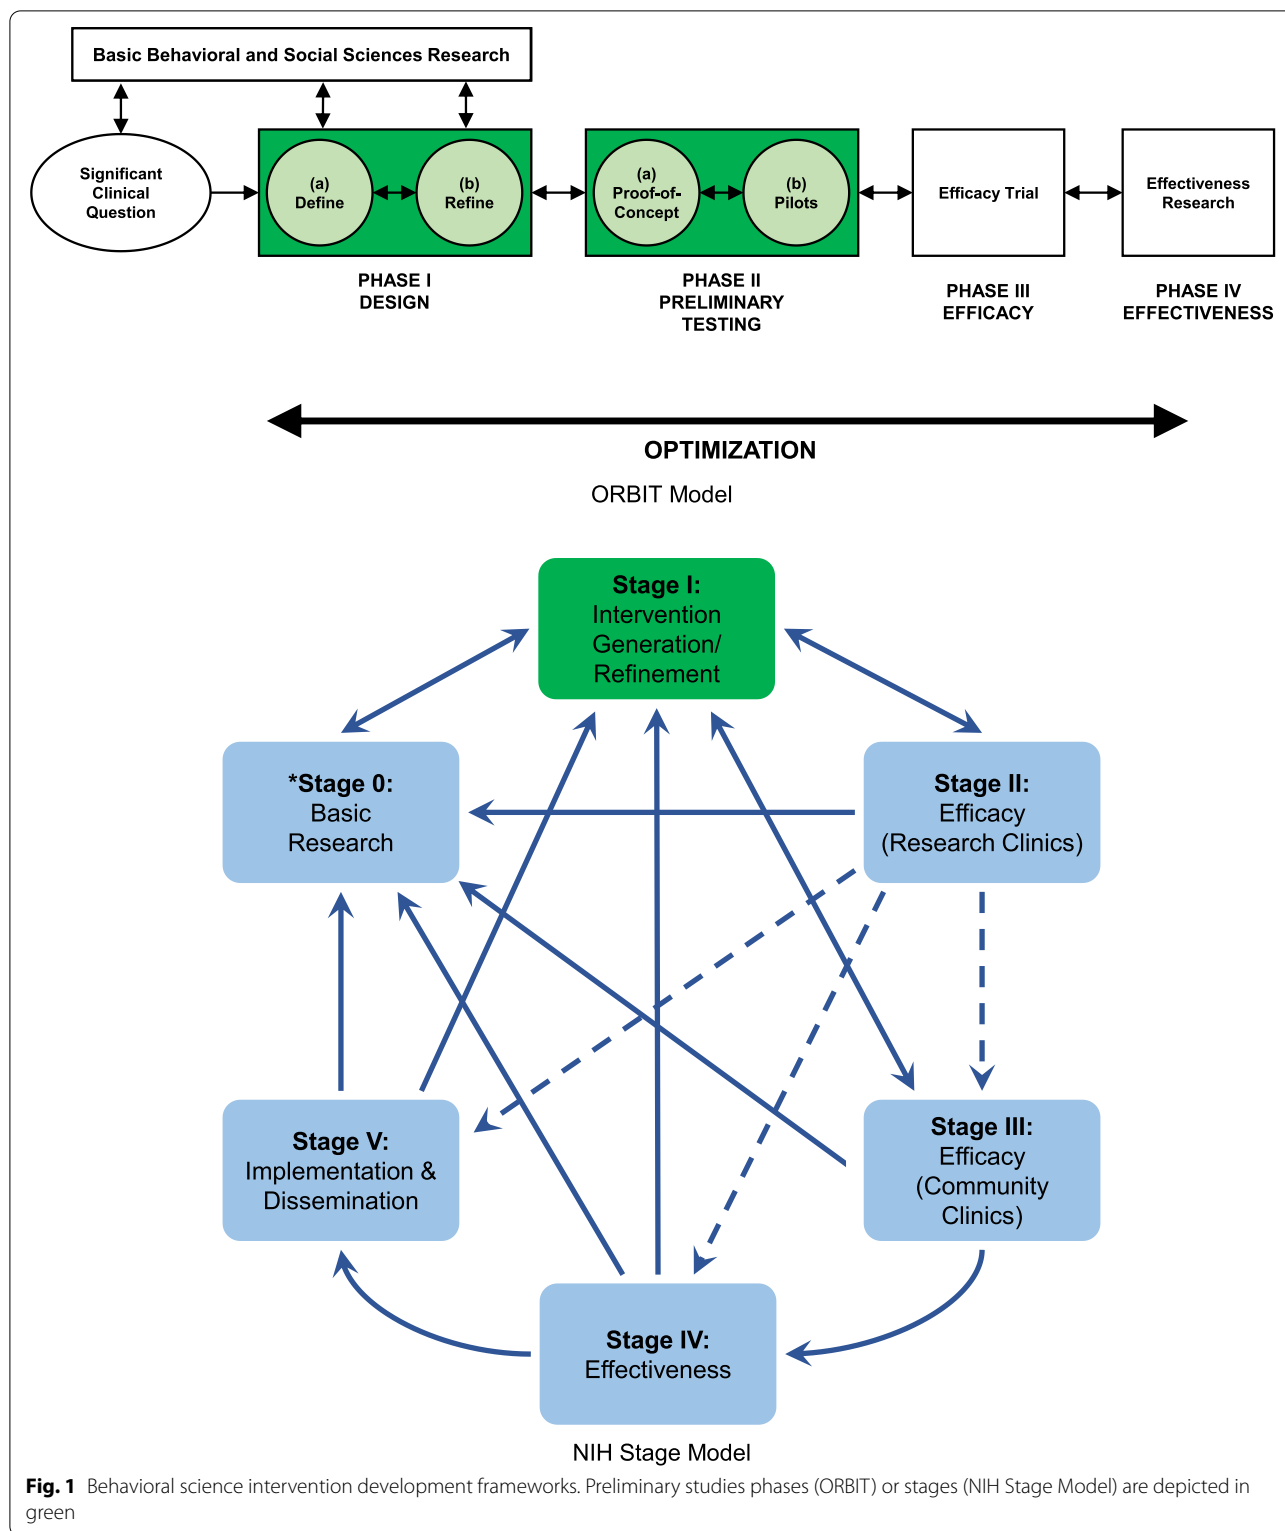 Basic Behavioral and Social Sciences Research
Significant
Clinical
Question
(a)
Define
(b)
Refine
(a)
Proof-of-
Concept
(b)
Pilots
Efficacy Trial
Effectiveness
Research
PHASE I
DESIGN
PHASE II
PRELIMINARY
TESTING
PHASE III
EFFICACY
PHASE IV
EFFECTIVENESS
OPTIMIZATION
ORBIT Model
Stage I:
Intervention
Generation/
Refinement
*Stage 0:
Basic
Research
Stage II:
Efficacy
(Research Clinics)
Stage V:
Implementation &
Dissemination
Stage III:
Efficacy
(Community
Clinics)
Stage IV:
Effectiveness
NIH Stage Model
Fig. 1 Behavioral science intervention development frameworks. Preliminary studies phases (ORBIT) or stages (NIH Stage Model) are depicted in
green